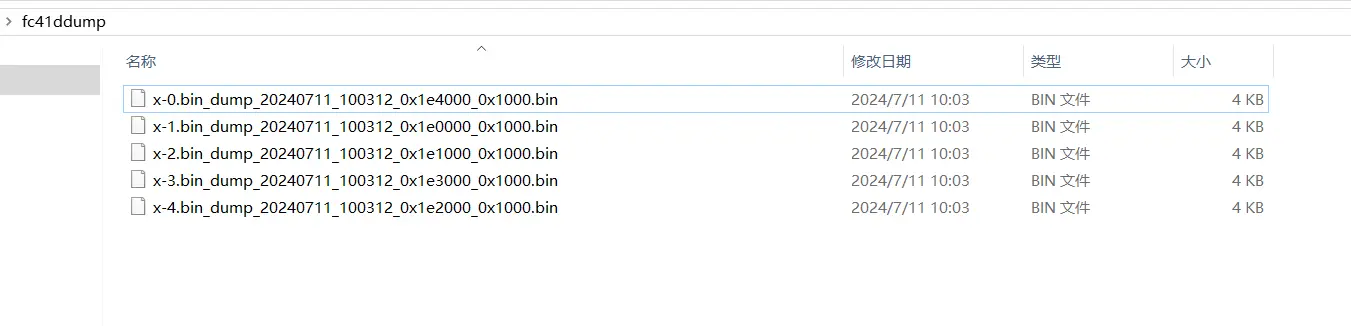 fc41ddump
名称 修改日期 类型 大小
x-0.bin_dump_20240711_100312_0x1e4000_0x1000.bin 2024/7/11 10:03 BIN 文件 4 KB
x-1.bin_dump_20240711_100312_0x1e0000_0x1000.bin 2024/7/11 10:03 BIN 文件 4 KB
x-2.bin_dump_20240711_100312_0x1e1000_0x1000.bin 2024/7/11 10:03 BIN 文件 4 KB
x-3.bin_dump_20240711_100312_0x1e3000_0x1000.bin 2024/7/11 10:03 BIN 文件 4 KB
x-4.bin_dump_20240711_100312_0x1e2000_0x1000.bin 2024/7/11 10:03 BIN 文件 4 KB